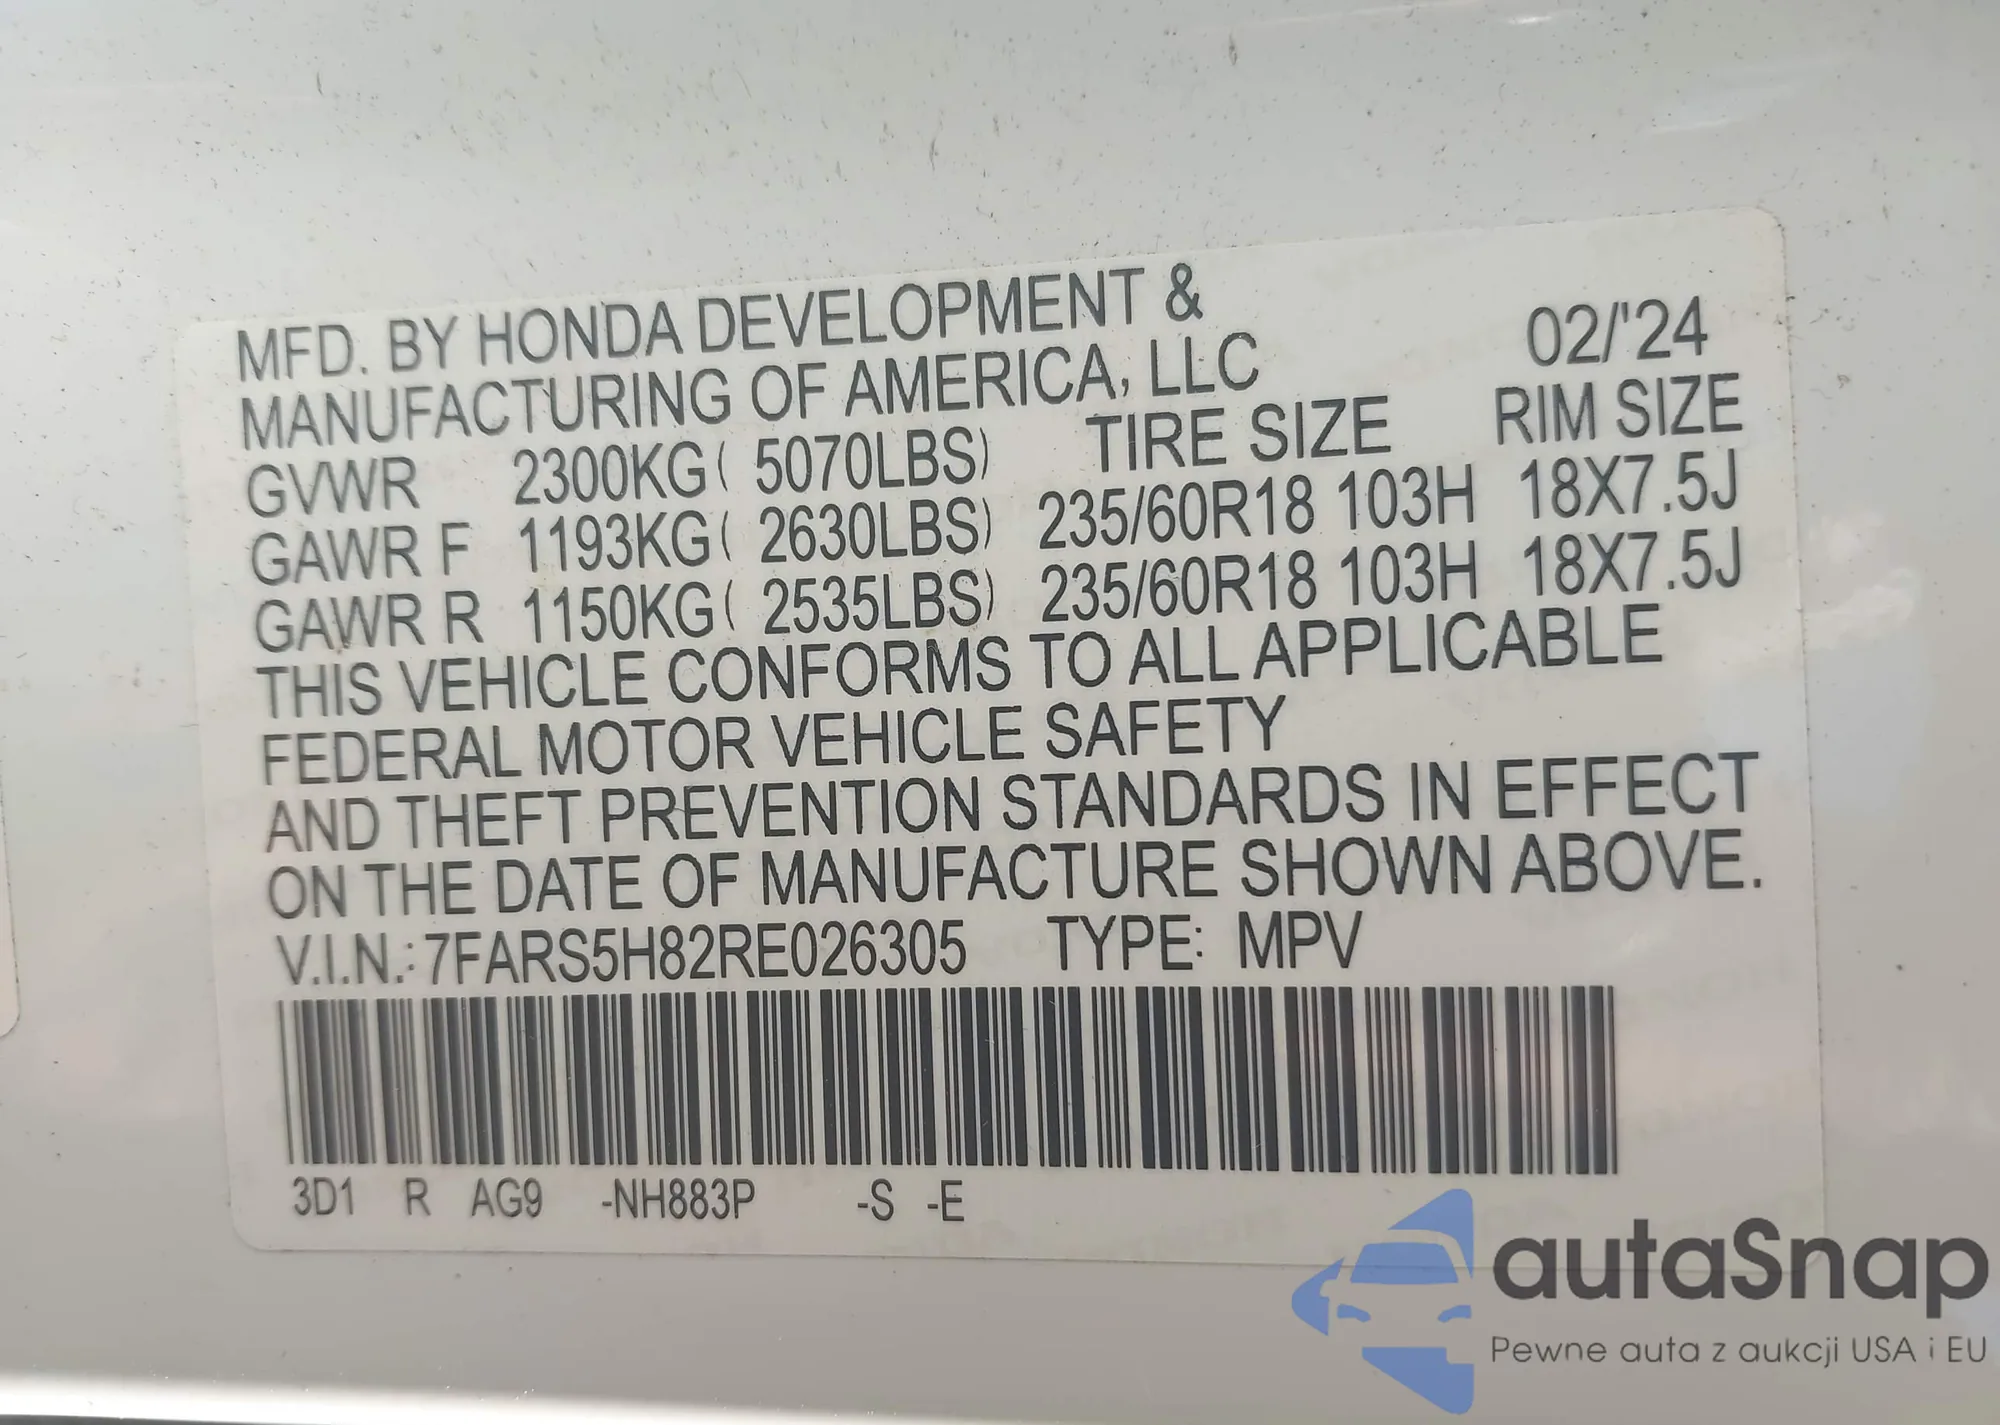 MFD. BY HONDA DEVELOPMENT &
MANUFACTURING OF AMERICA, LLC 02/'24
GVWR 2300KG( 5070LBS) TIRE SIZE RIM SIZE
GAWR F 1193KG( 2630LBS) 235/60R18 103H 18X7.5J
GAWR R 1150KG( 2535LBS) 235/60R18 103H 18X7.5J
THIS VEHICLE CONFORMS TO ALL APPLICABLE
FEDERAL MOTOR VEHICLE SAFETY
AND THEFT PREVENTION STANDARDS IN EFFECT
ON THE DATE OF MANUFACTURE SHOWN ABOVE.
V.I.N.: 7FARS5H82RE026305 TYPE: MPV
3D1 R AG9 -NH883P -S -E
autaSnap
Pewne auta z aukcji USA i EU